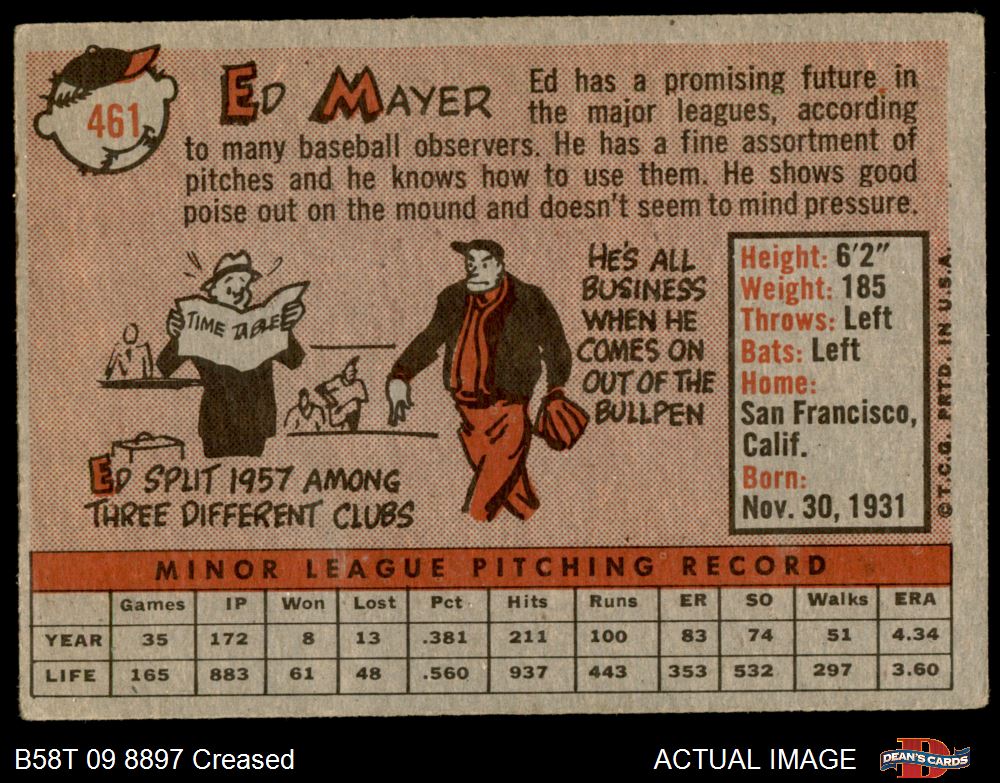 461
ED MAYER
Ed has a promising future in
the major leagues, according
to many baseball observers. He has a fine assortment of
pitches and he knows how to use them. He shows good
poise out on the mound and doesn't seem to mind pressure.
TIME TABLE
ED SPLIT 1957 AMONG
THREE DIFFERENT CLUBS
HE'S ALL
BUSINESS
WHEN HE
COMES ON
OUT OF THE
BULLPEN
Height: 6'2"
Weight: 185
Throws: Left
Bats: Left
Home:
San Francisco,
Calif.
Born:
Nov. 30, 1931
© T.C.G. PRTD. IN U.S.A.
MINOR LEAGUE PITCHING RECORD
Games IP Won Lost Pct Hits Runs ER SO Walks ERA
YEAR 35 172 8 13 .381 211 100 83 74 51 4.34
LIFE 165 883 61 48 .560 937 443 353 532 297 3.60
B58T 09 8897 Creased
ACTUAL IMAGE
D
DEAN'S CARDS